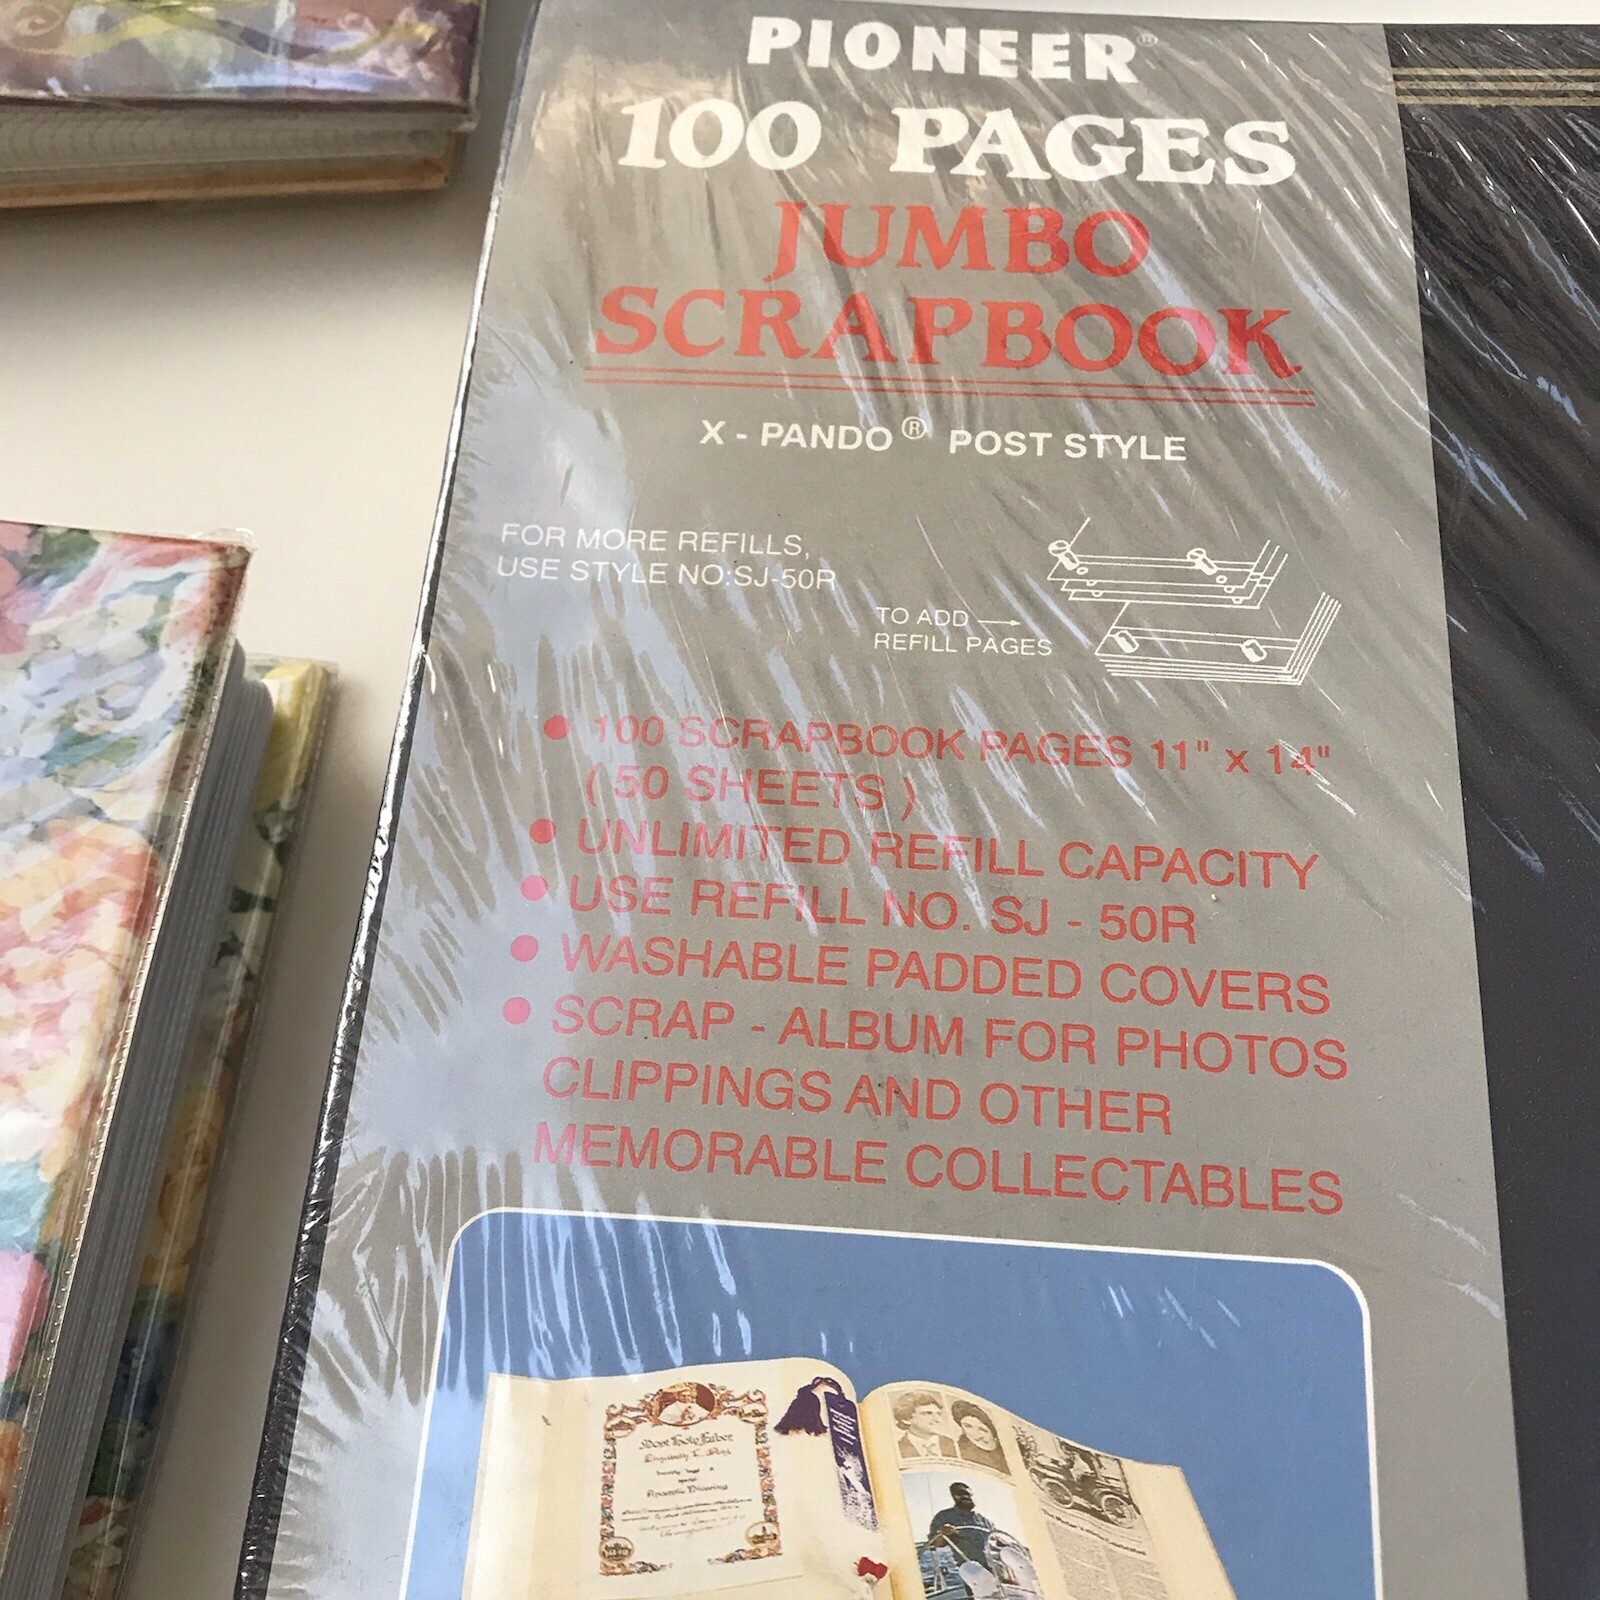 PIONEER®
100 PAGES
JUMBO
SCRAPBOOK
X - PANDO® POST STYLE
FOR MORE REFILLS,
USE STYLE NO:SJ-50R
TO ADD
REFILL PAGES
• 100 SCRAPBOOK PAGES 11" x 14"
( 50 SHEETS )
• UNLIMITED REFILL CAPACITY
• USE REFILL NO. SJ - 50R
• WASHABLE PADDED COVERS
• SCRAP - ALBUM FOR PHOTOS
CLIPPINGS AND OTHER
MEMORABLE COLLECTABLES